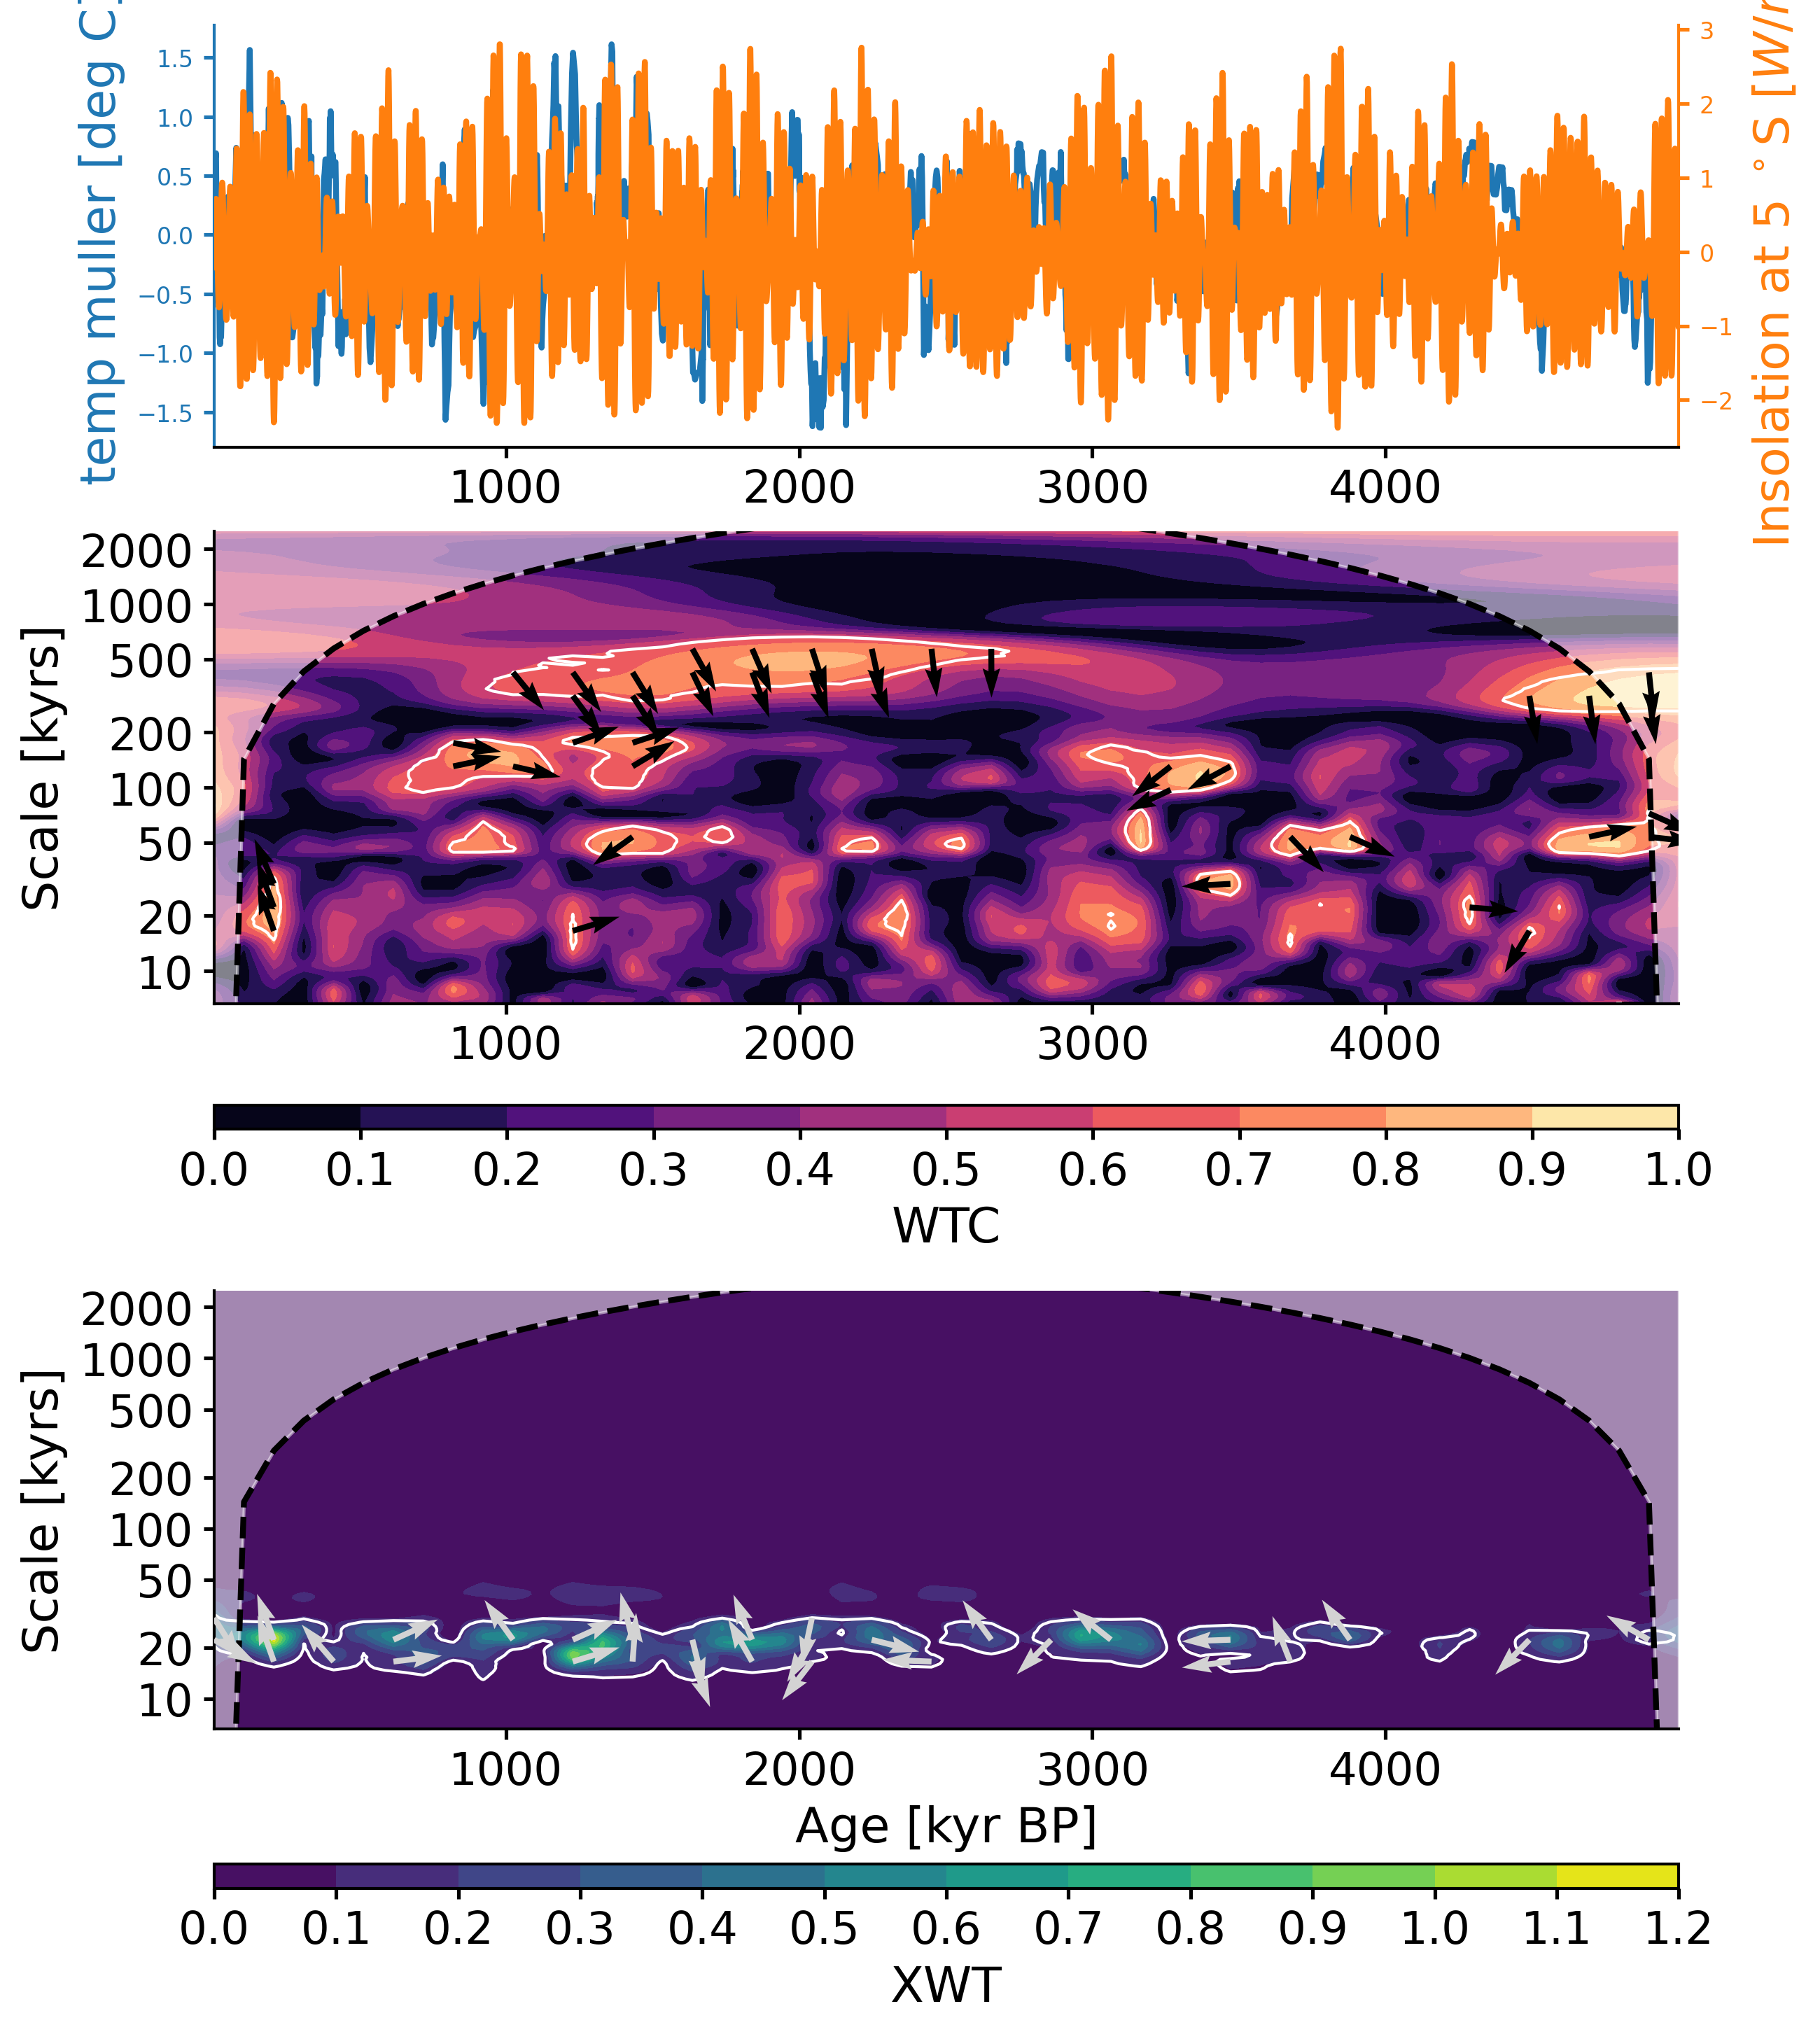 temp muller [deg C]
1.5
1.0
0.5
0.0
−0.5
−1.0
−1.5
3
2
1
0
−1
−2
Insolation at 5 °S [W/
1000 2000 3000 4000
Scale [kyrs]
2000
1000
500
200
100
50
20
10
1000 2000 3000 4000
0.0 0.1 0.2 0.3 0.4 0.5 0.6 0.7 0.8 0.9 1.0
WTC
Scale [kyrs]
2000
1000
500
200
100
50
20
10
1000 2000 3000 4000
Age [kyr BP]
0.0 0.1 0.2 0.3 0.4 0.5 0.6 0.7 0.8 0.9 1.0 1.1 1.2
XWT